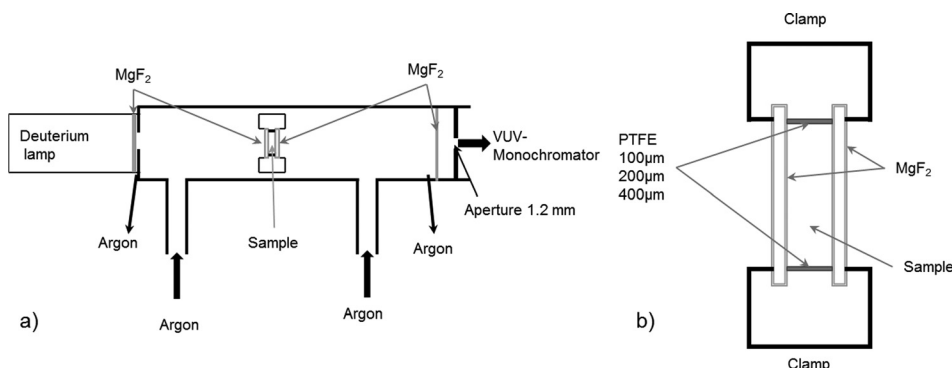 a)
MgF2
MgF2
Deuterium
lamp
VUV-
Monochromator
Aperture 1.2 mm
Argon
Sample
Argon
Argon
Argon
b)
Clamp
PTFE
100µm
200µm
400µm
MgF2
Sample
Clamp